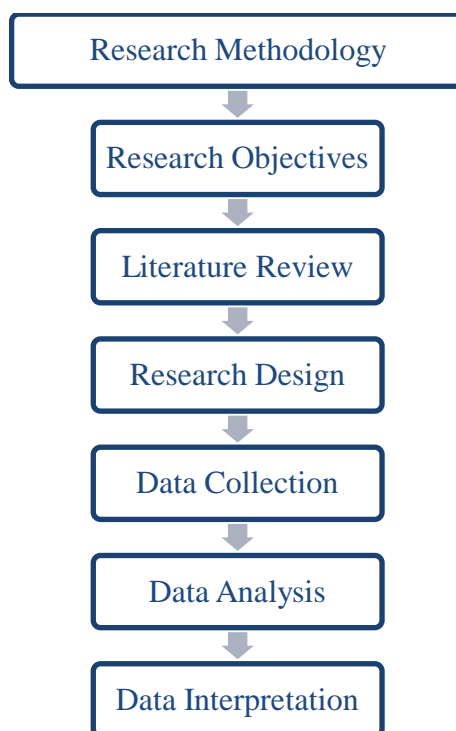 Research Methodology
Research Objectives
Literature Review
Research Design
Data Collection
Data Analysis
Data Interpretation